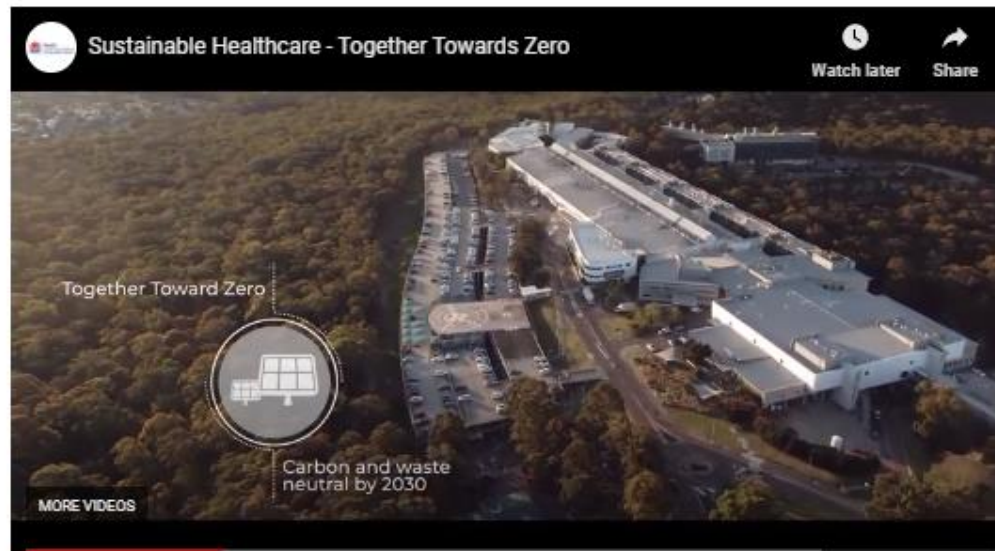 Sustainable Healthcare - Together Towards Zero
Watch later
Share
Together Toward Zero
Carbon and waste
neutral by 2030
MORE VIDEOS